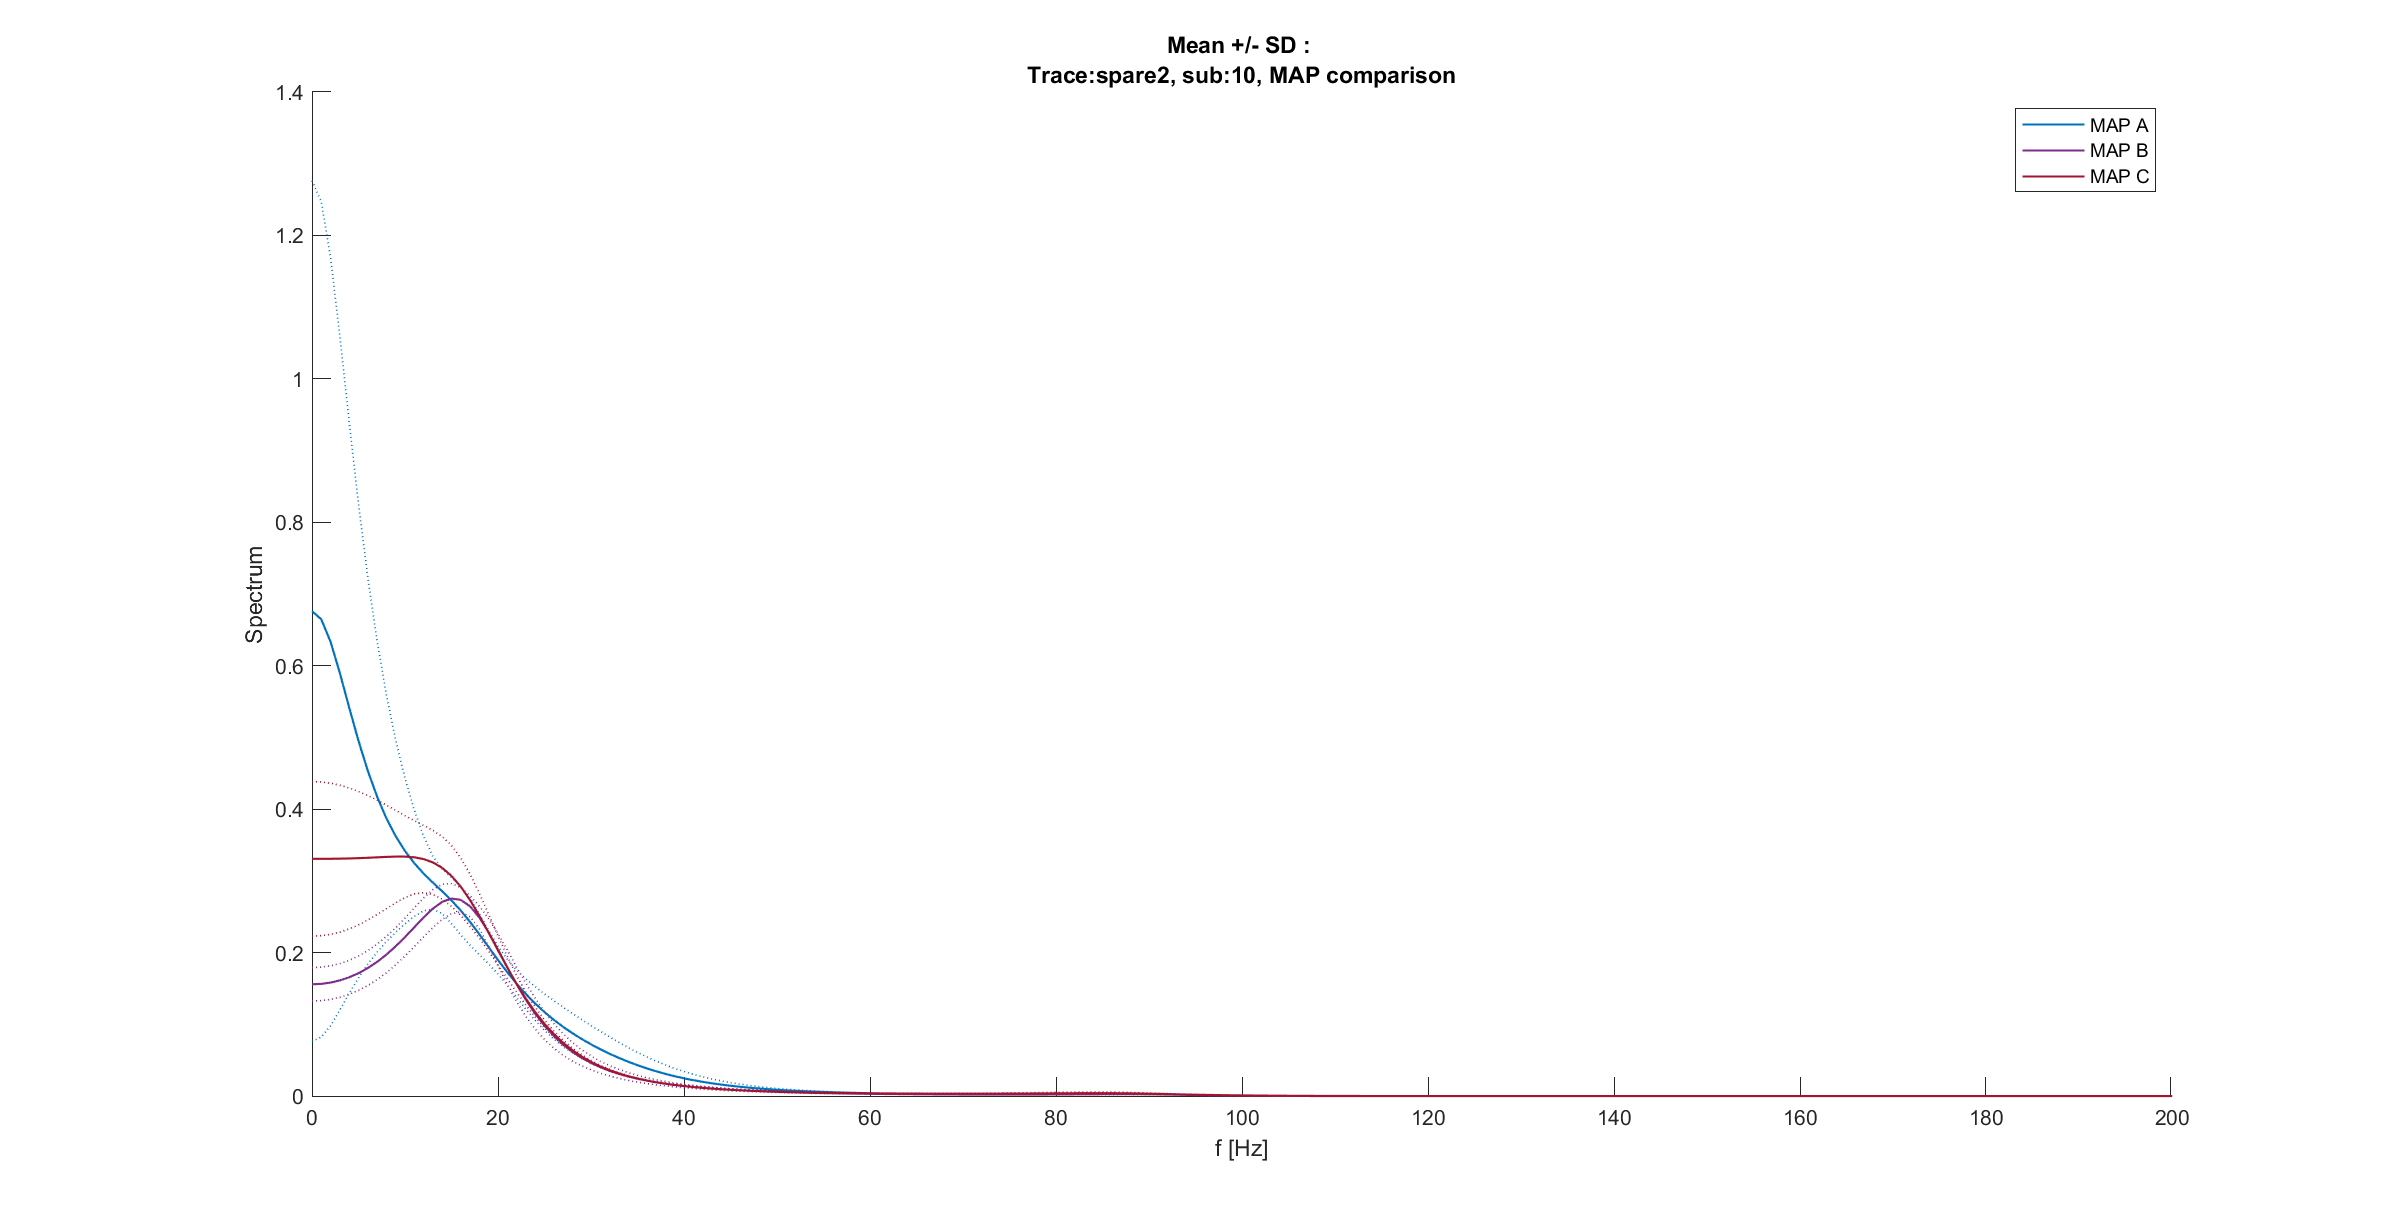 Mean +/- SD :
Trace:spare2, sub:10, MAP comparison
MAP A
MAP B
MAP C
Spectrum
1.4
1.2
1
0.8
0.6
0.4
0.2
0
0 20 40 60 80 100 120 140 160 180 200
f [Hz]